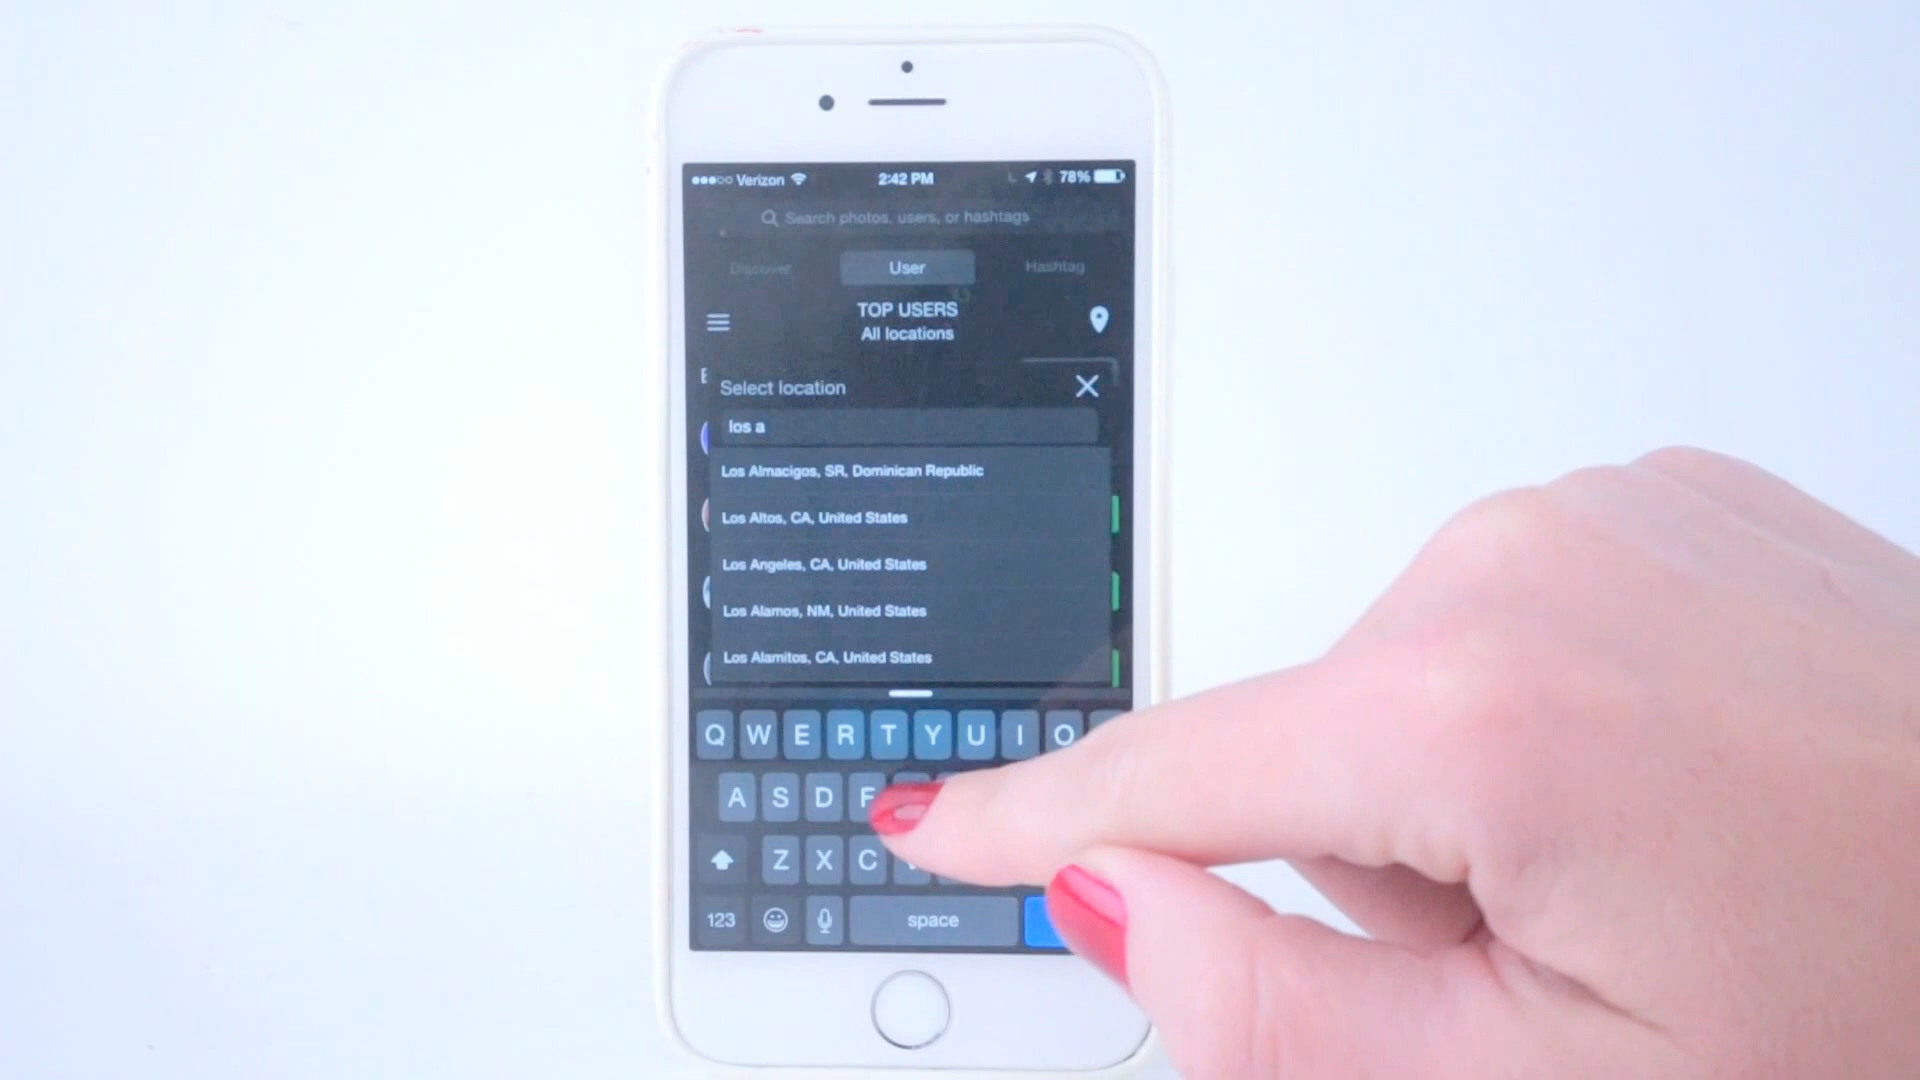 Verizon 2:42 PM 78%
Search photos, users, or hashtags
Discover User Hashtag
TOP USERS
All locations
Select location
los a
Los Almacigos, SR, Dominican Republic
Los Altos, CA, United States
Los Angeles, CA, United States
Los Alamos, NM, United States
Los Alamitos, CA, United States
Q W E R T Y U I O
A S D F
Z X C
123 space